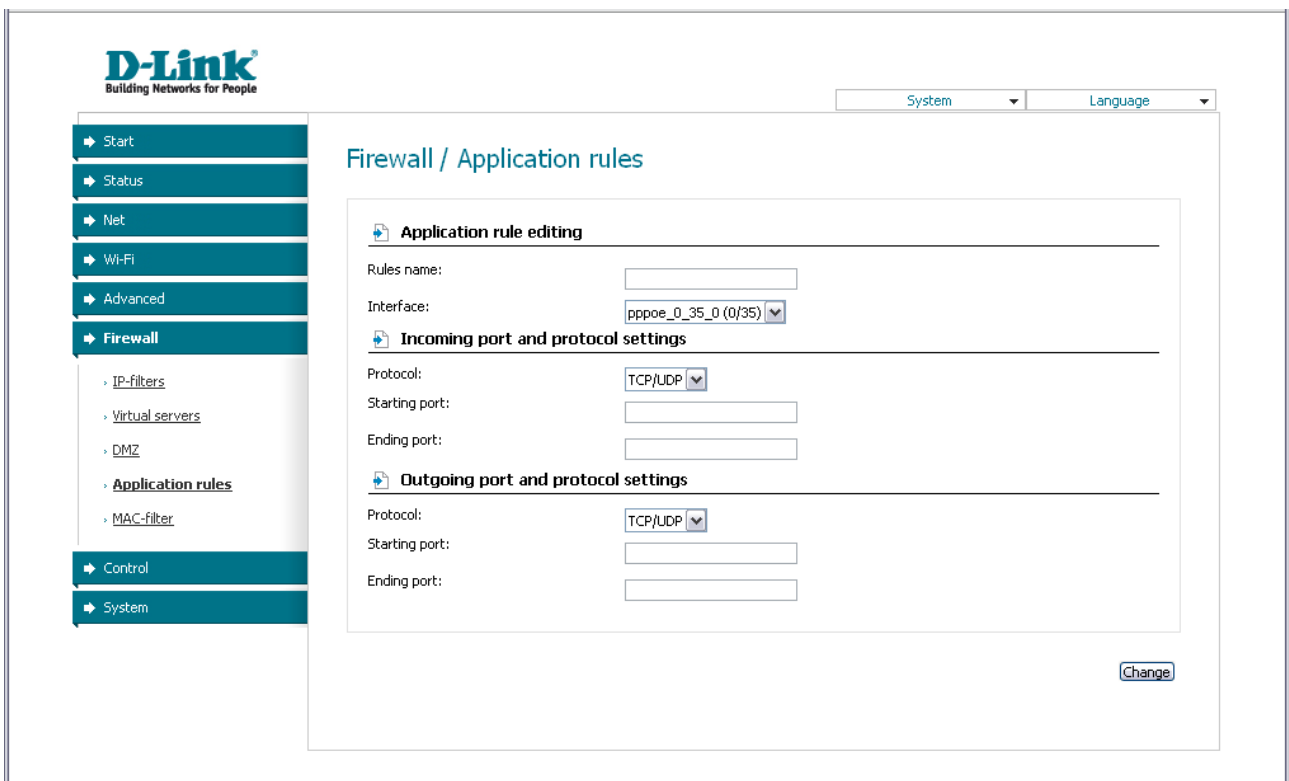 D-Link
Building Networks for People
System
Language
Start
Status
Net
Wi-Fi
Advanced
Firewall
IP-filters
Virtual servers
DMZ
Application rules
MAC-filter
Control
System
Firewall / Application rules
Application rule editing
Rules name:
Interface: pppoe_0_35_0 (0/35)
Incoming port and protocol settings
Protocol: TCP/UDP
Starting port:
Ending port:
Outgoing port and protocol settings
Protocol: TCP/UDP
Starting port:
Ending port:
Change